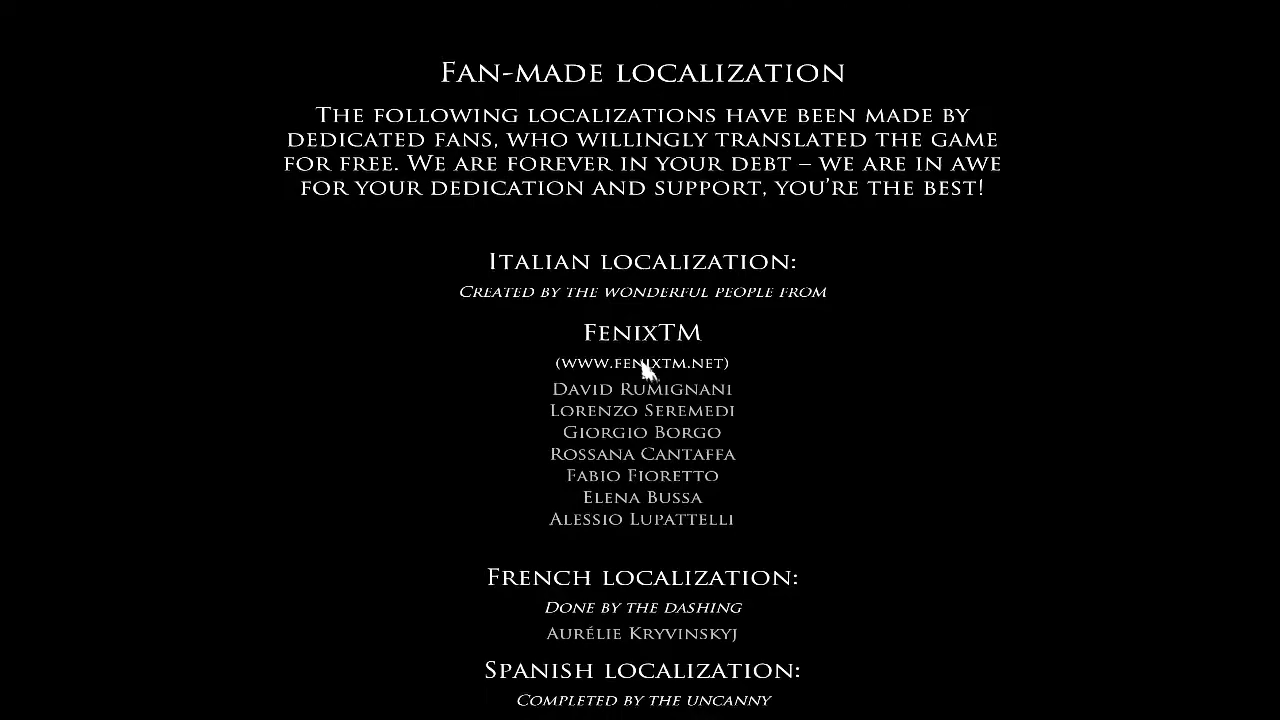 Fan-made localization
The following localizations have been made by
dedicated fans, who willingly translated the game
for free. We are forever in your debt – we are in awe
for your dedication and support, you're the best!
Italian localization:
Created by the wonderful people from
FenixTM
(www.fenixtm.net)
David Rumignani
Lorenzo Seremedi
Giorgio Borgo
Rossana Cantaffa
Fabio Fioretto
Elena Bussa
Alessio Lupattelli
French localization:
Done by the dashing
Aurélie Kryvinskyj
Spanish localization:
Completed by the uncanny